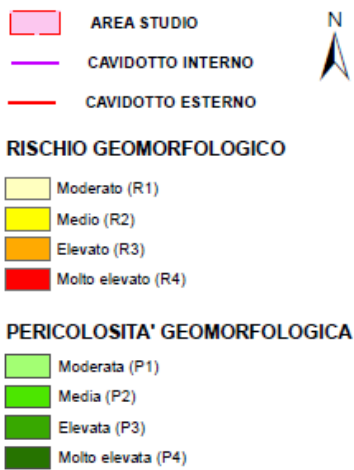 AREA STUDIO
N
CAVIDOTTO INTERNO
CAVIDOTTO ESTERNO
RISCHIO GEOMORFOLOGICO
Moderato (R1)
Medio (R2)
Elevato (R3)
Molto elevato (R4)
PERICOLOSITA' GEOMORFOLOGICA
Moderata (P1)
Media (P2)
Elevata (P3)
Molto elevata (P4)